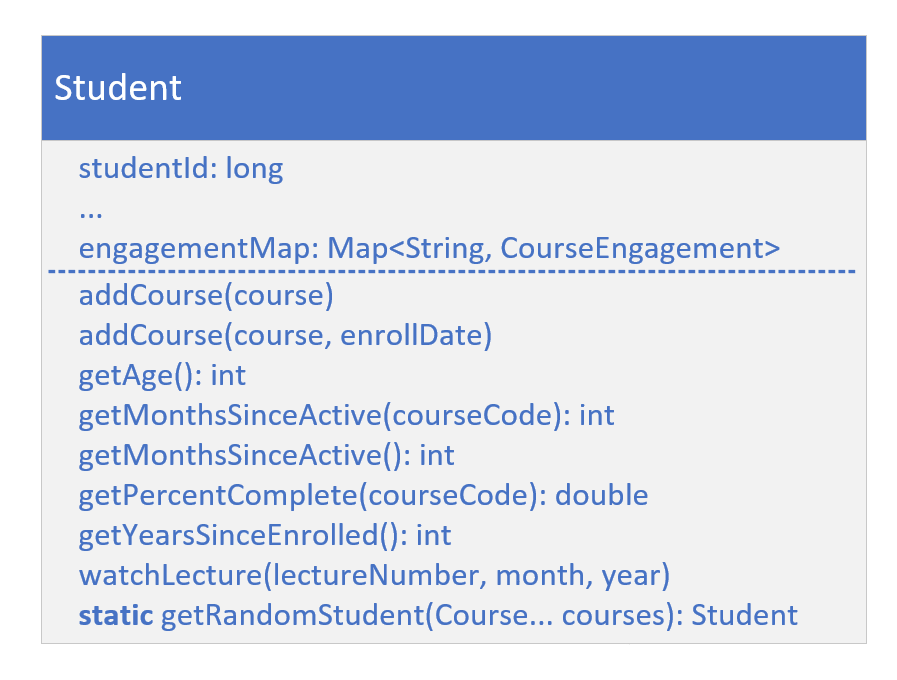 Student
studentId: long
...
engagementMap: Map<String, CourseEngagement>
addCourse(course)
addCourse(course, enrollDate)
getAge(): int
getMonthsSinceActive(courseCode): int
getMonthsSinceActive(): int
getPercentComplete(courseCode): double
getYearsSinceEnrolled(): int
watchLecture(lectureNumber, month, year)
static getRandomStudent(Course... courses): Student